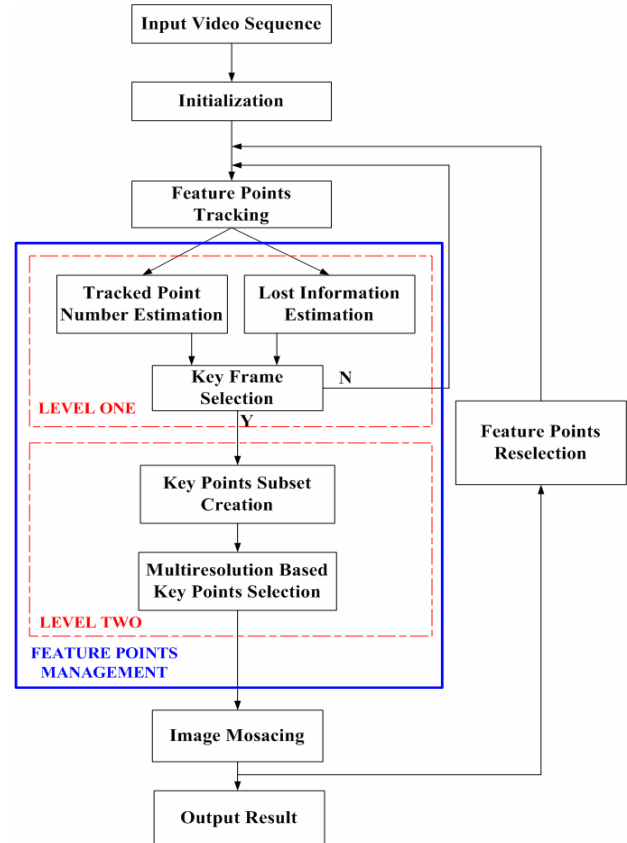 Input Video Sequence
Initialization
Feature Points
Tracking
Tracked Point
Number Estimation
Lost Information
Estimation
Key Frame
Selection
N
LEVEL ONE
Y
Feature Points
Reselection
Key Points Subset
Creation
Multiresolution Based
Key Points Selection
LEVEL TWO
FEATURE POINTS
MANAGEMENT
Image Mosacing
Output Result